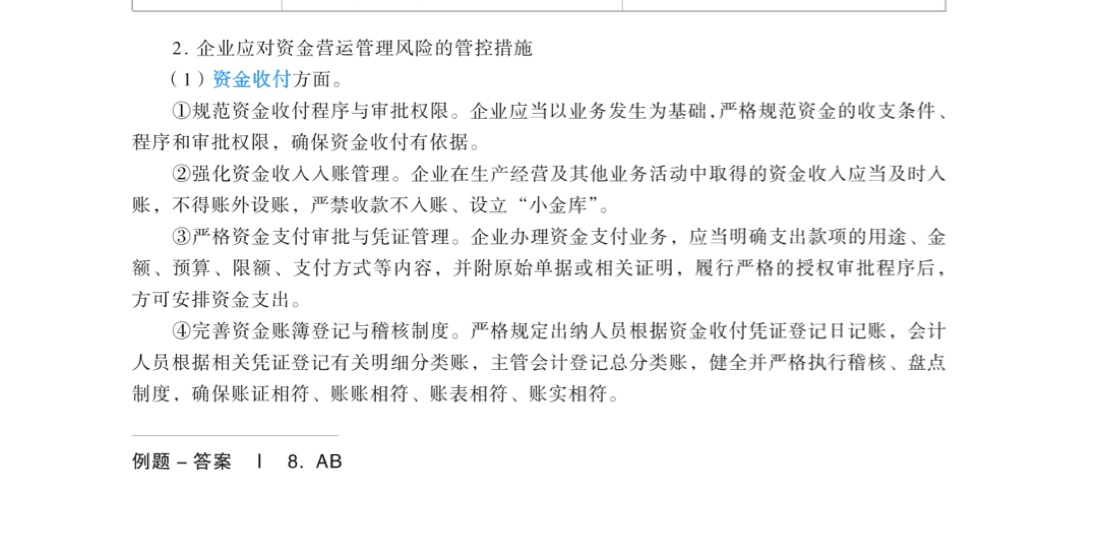 2. 企业应对资金营运管理风险的管控措施
（1）资金收付方面。
①规范资金收付程序与审批权限。企业应当以业务发生为基础,严格规范资金的收支条件、
程序和审批权限，确保资金收付有依据。
②强化资金收入入账管理。企业在生产经营及其他业务活动中取得的资金收入应当及时入
账，不得账外设账，严禁收款不入账、设立“小金库”。
③严格资金支付审批与凭证管理。企业办理资金支付业务，应当明确支出款项的用途、金
额、预算、限额、支付方式等内容，并附原始单据或相关证明，履行严格的授权审批程序后，
方可安排资金支出。
④完善资金账簿登记与稽核制度。严格规定出纳人员根据资金收付凭证登记日记账，会计
人员根据相关凭证登记有关明细分类账，主管会计登记总分类账，健全并严格执行稽核、盘点
制度，确保账证相符、账账相符、账表相符、账实相符。
例题－答案 | 8. AB